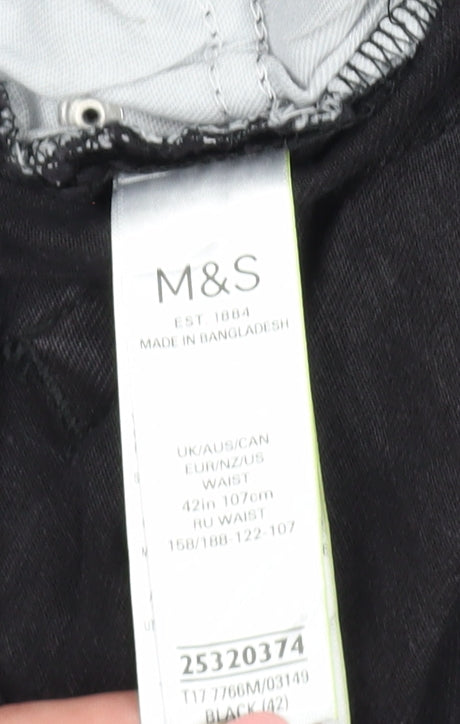 M&S
EST 1884
MADE IN BANGLADESH
UK/AUS/CAN
EUR/NZ/US
WAIST
42in 107cm
RU WAIST
158/188-122-107
25320374
T17 7766M/03149
BLACK (42)